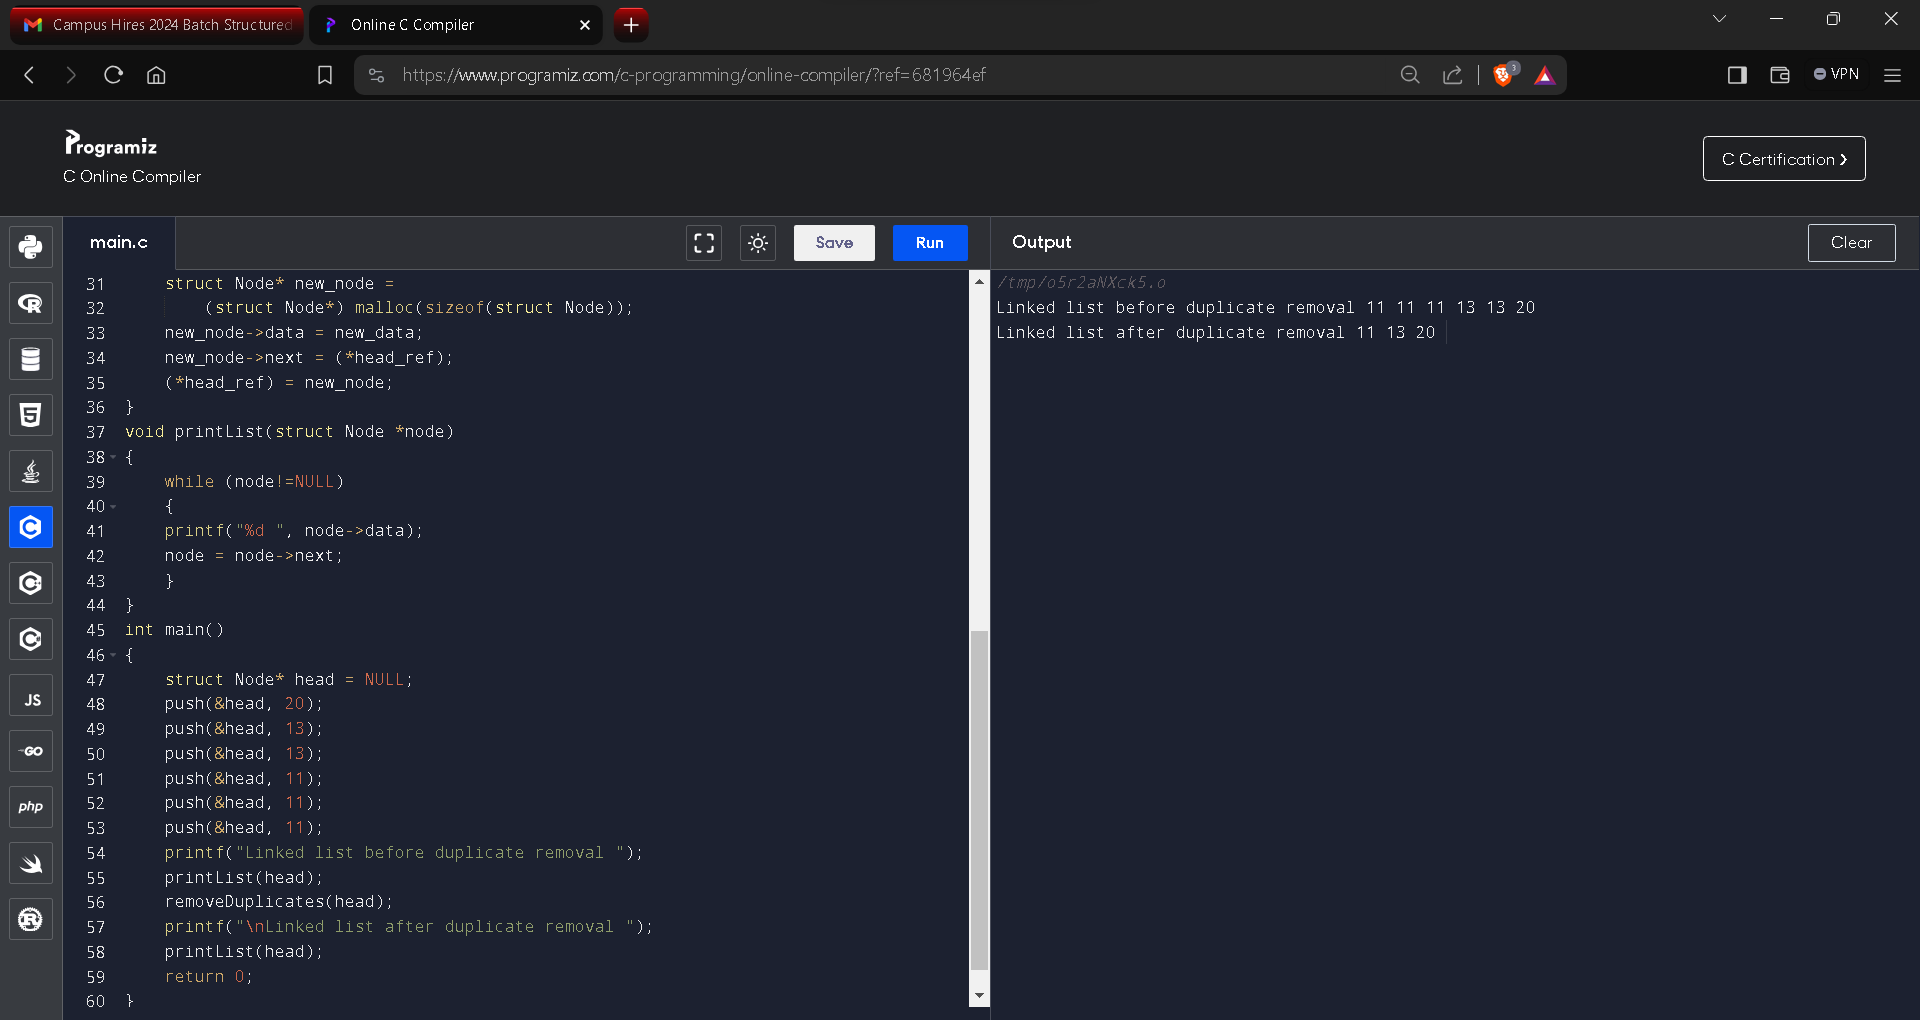 Campus Hires 2024 Batch Structured
Online C Compiler
https://www.programiz.com/c-programming/online-compiler/?ref=681964ef
3
VPN
Programiz
C Online Compiler
C Certification
main.c
Save
Run
Output
Clear
31 struct Node* new_node =
32 (struct Node*) malloc(sizeof(struct Node));
33 new_node->data = new_data;
34 new_node->next = (*head_ref);
35 (*head_ref) = new_node;
36 }
37 void printList(struct Node *node)
38 {
39 while (node!=NULL)
40 {
41 printf("%d ", node->data);
42 node = node->next;
43 }
44 }
45 int main()
46 {
47 struct Node* head = NULL;
48 push(&head, 20);
49 push(&head, 13);
50 push(&head, 13);
51 push(&head, 11);
52 push(&head, 11);
53 push(&head, 11);
54 printf("Linked list before duplicate removal ");
55 printList(head);
56 removeDuplicates(head);
57 printf("\nLinked list after duplicate removal ");
58 printList(head);
59 return 0;
60 }
/tmp/o5r2aNXck5.o
Linked list before duplicate removal 11 11 11 13 13 20
Linked list after duplicate removal 11 13 20
R
5
C
C
C
JS
GO
php
R